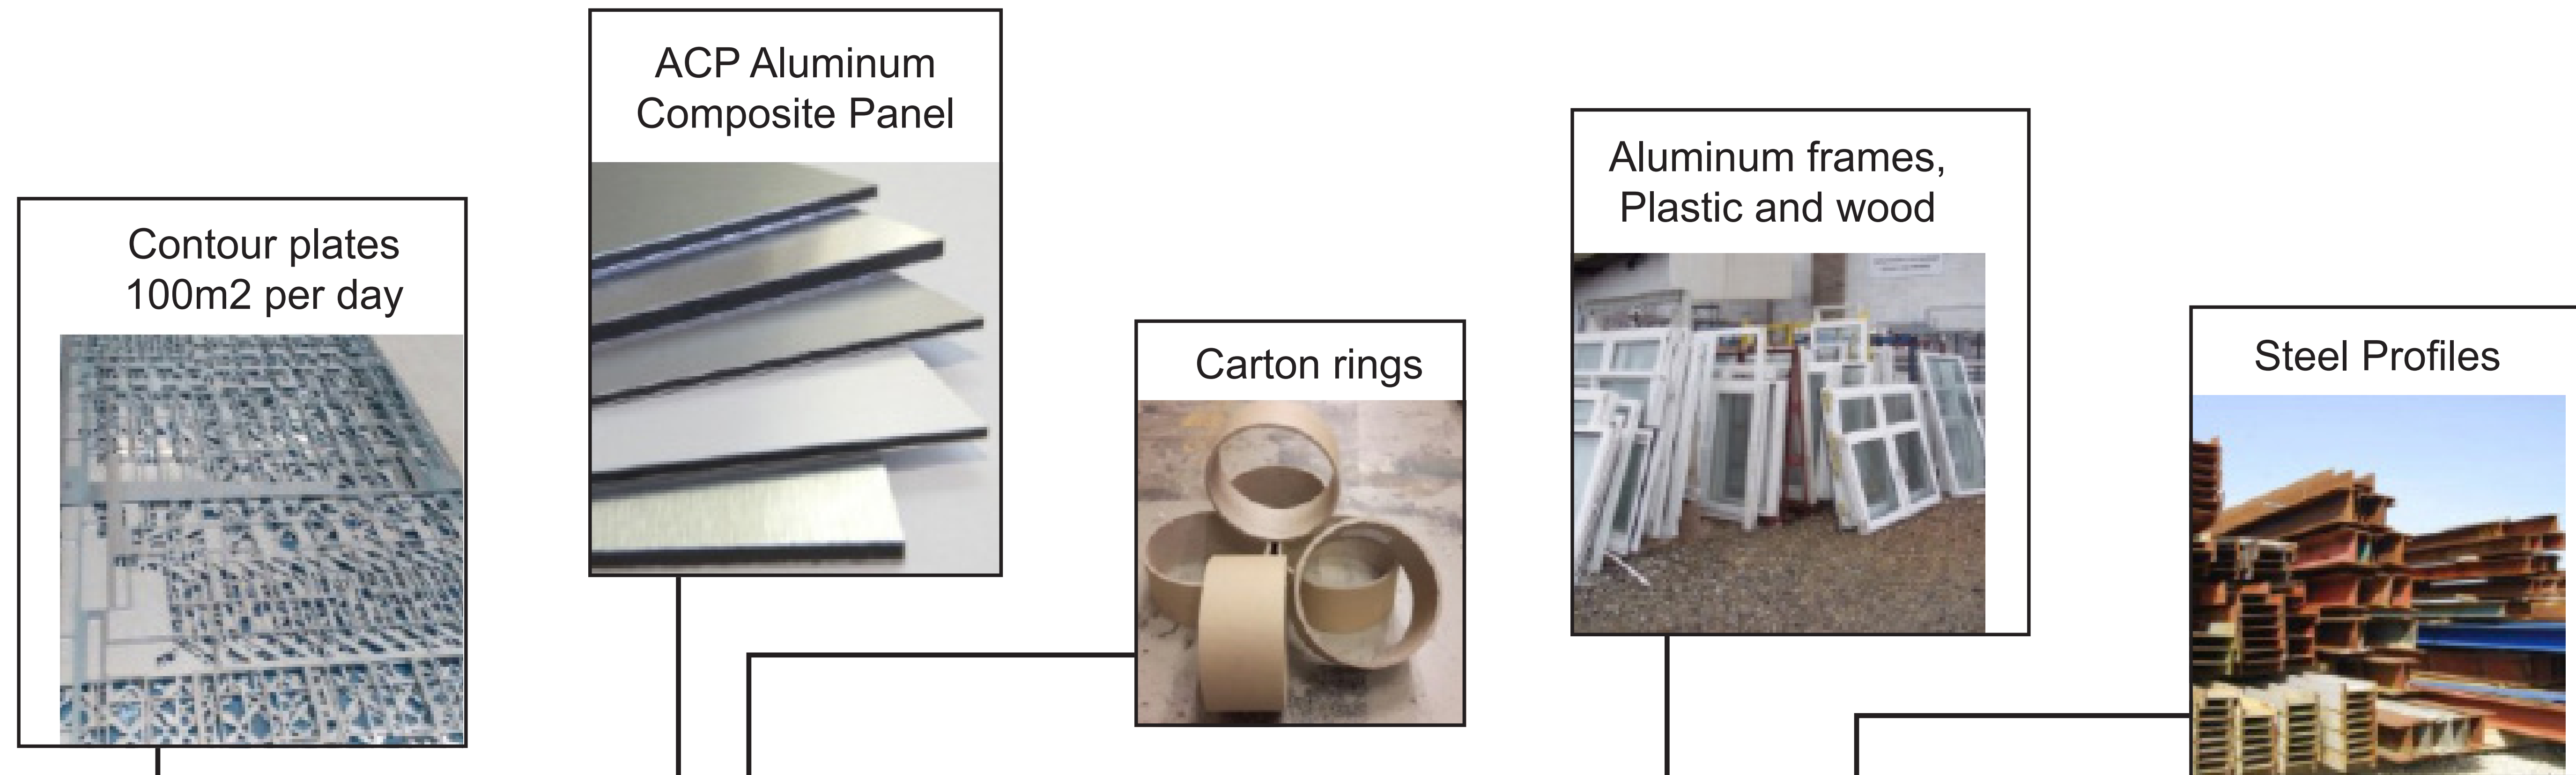 ACP Aluminum
Composite Panel
Aluminum frames,
Plastic and wood
Contour plates
100m2 per day
Carton rings
Steel Profiles